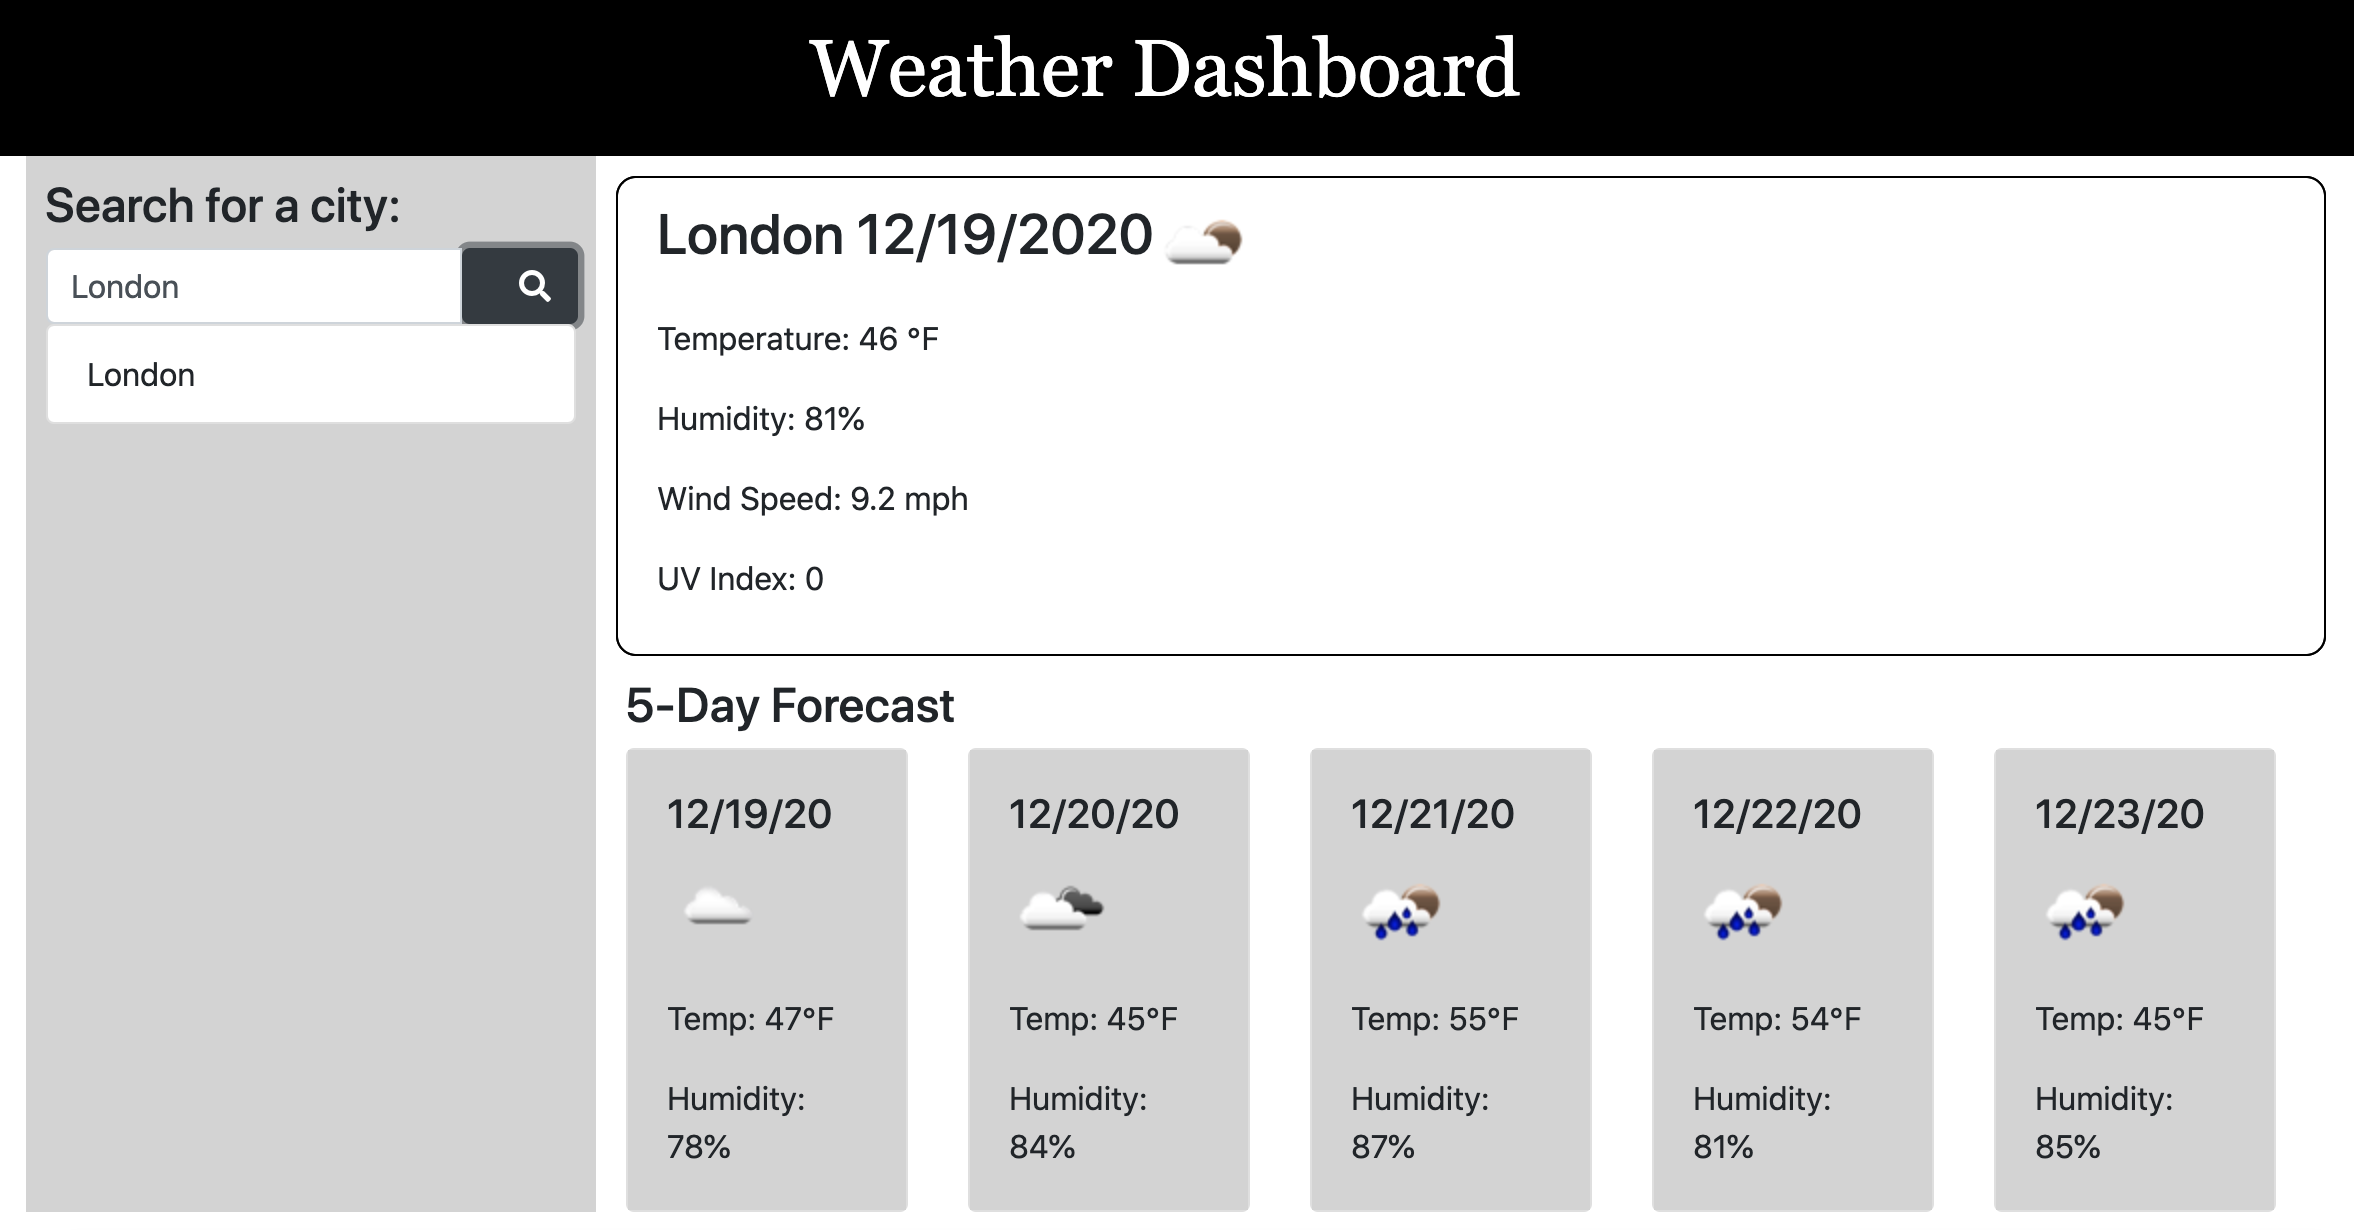 Weather Dashboard
Search for a city:
London
London
London 12/19/2020
Temperature: 46 °F
Humidity: 81%
Wind Speed: 9.2 mph
UV Index: 0
5-Day Forecast
12/19/20
Temp: 47°F
Humidity:
78%
12/20/20
Temp: 45°F
Humidity:
84%
12/21/20
Temp: 55°F
Humidity:
87%
12/22/20
Temp: 54°F
Humidity:
81%
12/23/20
Temp: 45°F
Humidity:
85%